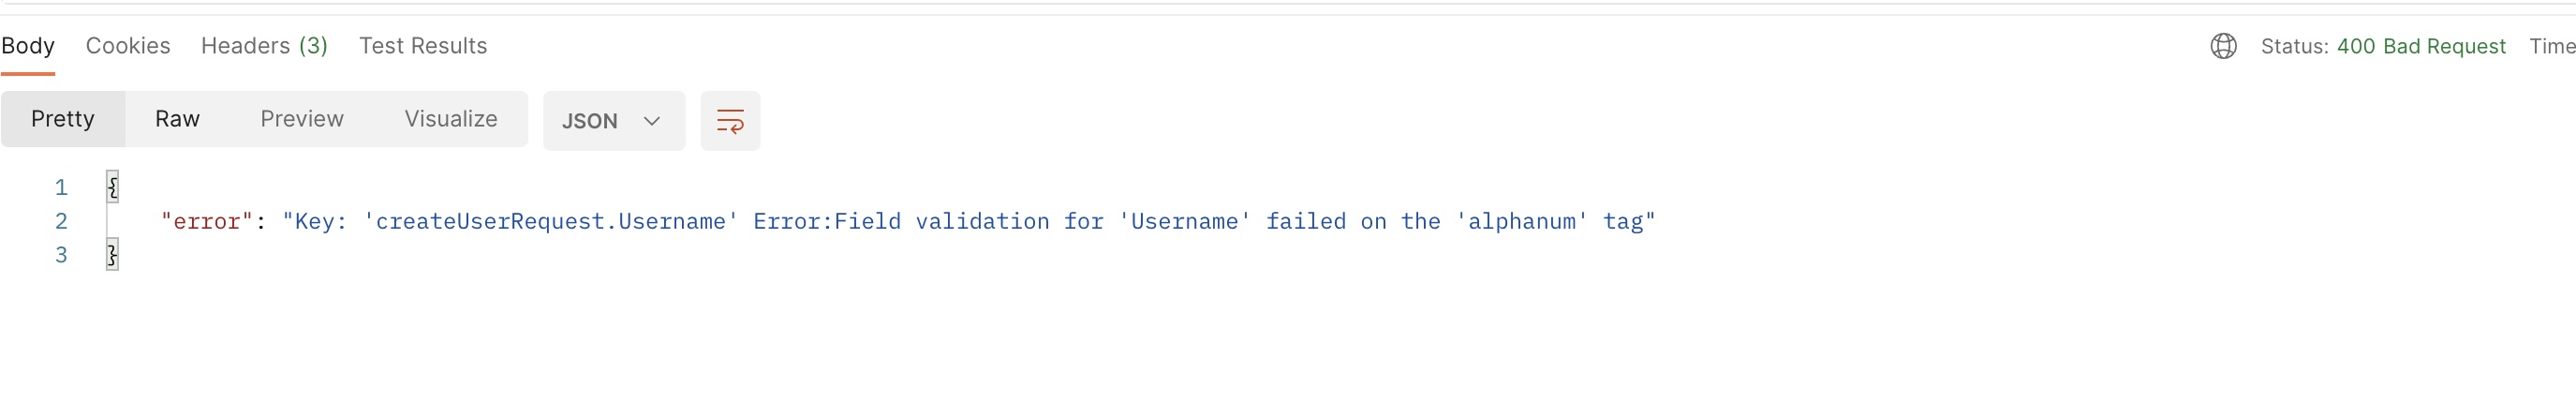 Body Cookies Headers (3) Test Results Status: 400 Bad Request Time
Pretty Raw Preview Visualize JSON
1 {
2 "error": "Key: 'createUserRequest.Username' Error:Field validation for 'Username' failed on the 'alphanum' tag"
3 }